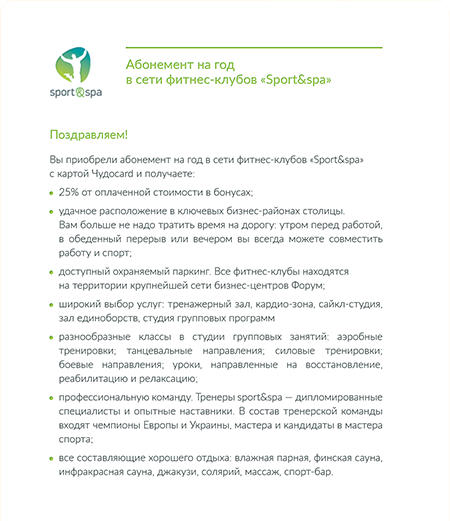 sport&spa
Абонемент на год
в сети фитнес-клубов «Sport&spa»
Поздравляем!
Вы приобрели абонемент на год в сети фитнес-клубов «Sport&spa»
с картой Чудоcard и получаете:
• 25% от оплаченной стоимости в бонусах;
• удачное расположение в ключевых бизнес-районах столицы.
Вам больше не надо тратить время на дорогу: утром перед работой,
в обеденный перерыв или вечером вы всегда можете совместить
работу и спорт;
• доступный охраняемый паркинг. Все фитнес-клубы находятся
на территории крупнейшей сети бизнес-центров Форум;
• широкий выбор услуг: тренажерный зал, кардио-зона, сайкл-студия,
зал единоборств, студия групповых программ
• разнообразные классы в студии групповых занятий: аэробные
тренировки; танцевальные направления; силовые тренировки;
боевые направления; уроки, направленные на восстановление,
реабилитацию и релаксацию;
• профессиональную команду. Тренеры sport&spa — дипломированные
специалисты и опытные наставники. В состав тренерской команды
входят чемпионы Европы и Украины, мастера и кандидаты в мастера
спорта;
• все составляющие хорошего отдыха: влажная парная, финская сауна,
инфракрасная сауна, джакузи, солярий, массаж, спорт-бар.